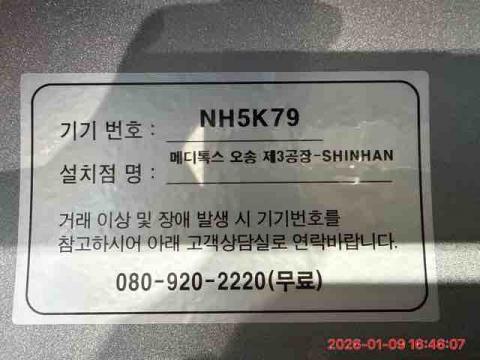 기기 번호 : NH5K79
설치점 명 : 메디톡스 오송 제3공장-SHINHAN
거래 이상 및 장애 발생 시 기기번호를
참고하시어 아래 고객상담실로 연락바랍니다.
080-920-2220(무료)
2026-01-09 16:46:07